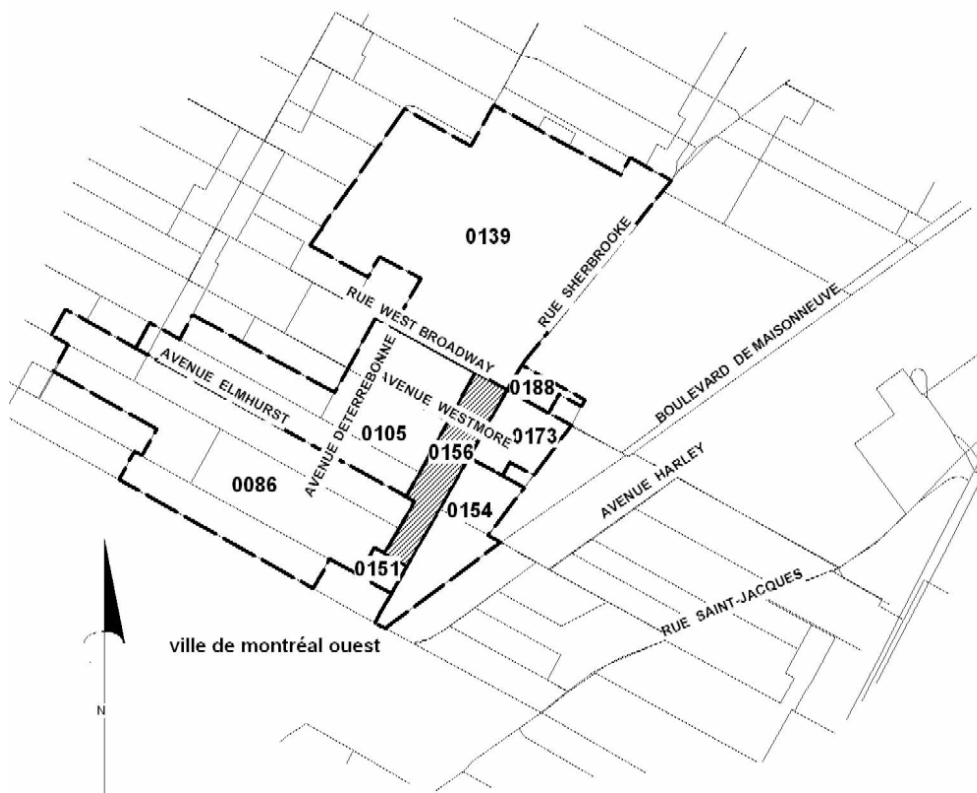 0139
RUE SHERBROOKE
RUE WEST BROADWAY
BOULEVARD DE MAISONNEUVE
AVENUE ELMHURST
AVENUE DETERREBONNE
AVENUE WESTMORE
0188
0105
0173
0156
0086
0154
AVENUE HARLEY
0151
RUE SAINT-JACQUES
ville de montréal ouest
N